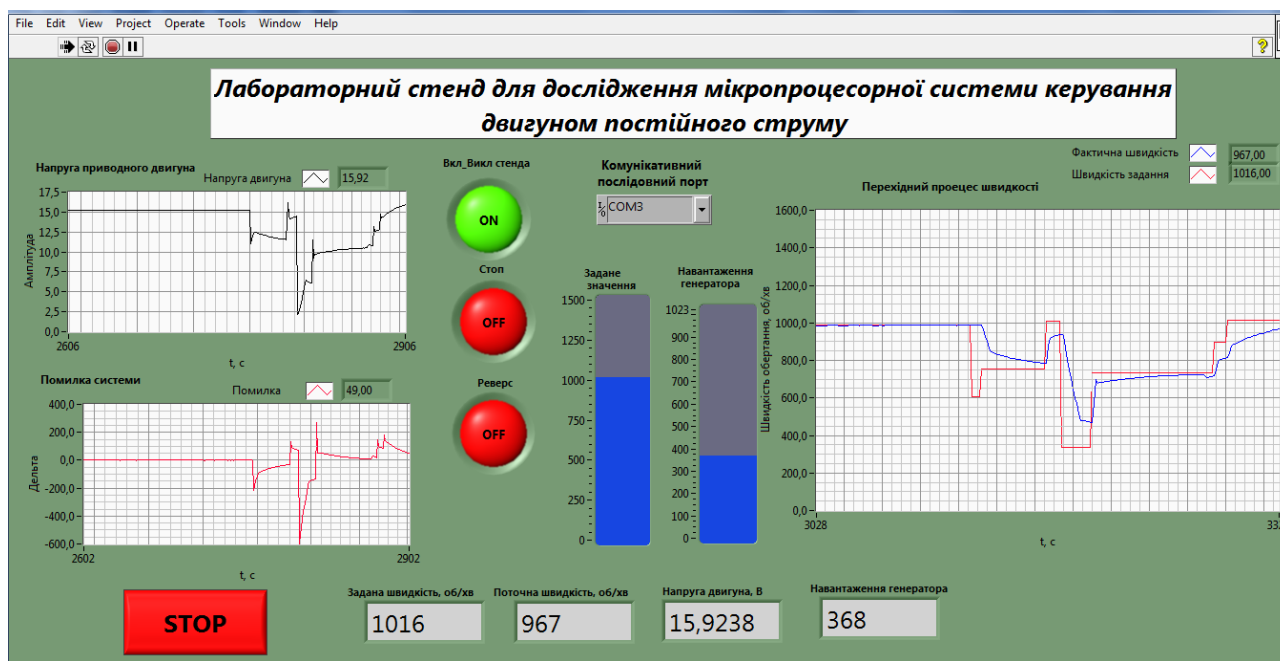 File Edit View Project Operate Tools Window Help
Лабораторний стенд для дослідження мікропроцесорної системи керування
двигуном постійного струму
Напруга приводного двигуна
Напруга двигуна 15,92
17,5
15,0
12,5
10,0
7,5
5,0
2,5
0,0
Амплітуда
2606 2906
t, с
Помилка системи
Помилка 49,00
400,0
200,0
0,0
-200,0
-400,0
-600,0
Дельта
2602 2902
t, с
STOP
Вкл_Викл стенда
ON
Стоп
OFF
Реверс
OFF
Комунікативний
послідовний порт
COM3
Задане
значення
1500
1250
1000
750
500
250
0
Навантаження
генератора
1023
900
800
700
600
500
400
300
200
100
0
Фактична швидкість 967,00
Швидкість задання 1016,00
Перехідний проецес швидкості
1600,0
1400,0
1200,0
1000,0
800,0
600,0
400,0
200,0
0,0
Швидкість обертання, об/хв
3028
t, с
Задана швидкість, об/хв
1016
Поточна швидкість, об/хв
967
Напруга двигуна, В
15,9238
Навантаження генератора
368